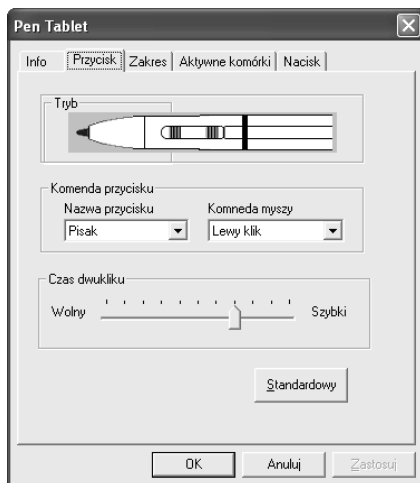 Pen Tablet
Info Przycisk Zakres Aktywne komórki Nacisk
Tryb
Komenda przycisku
Nazwa przycisku Komneda myszy
Pisak Lewy klik
Czas dwukliku
Wolny Szybki
Standardowy
OK Anuluj Zastosuj